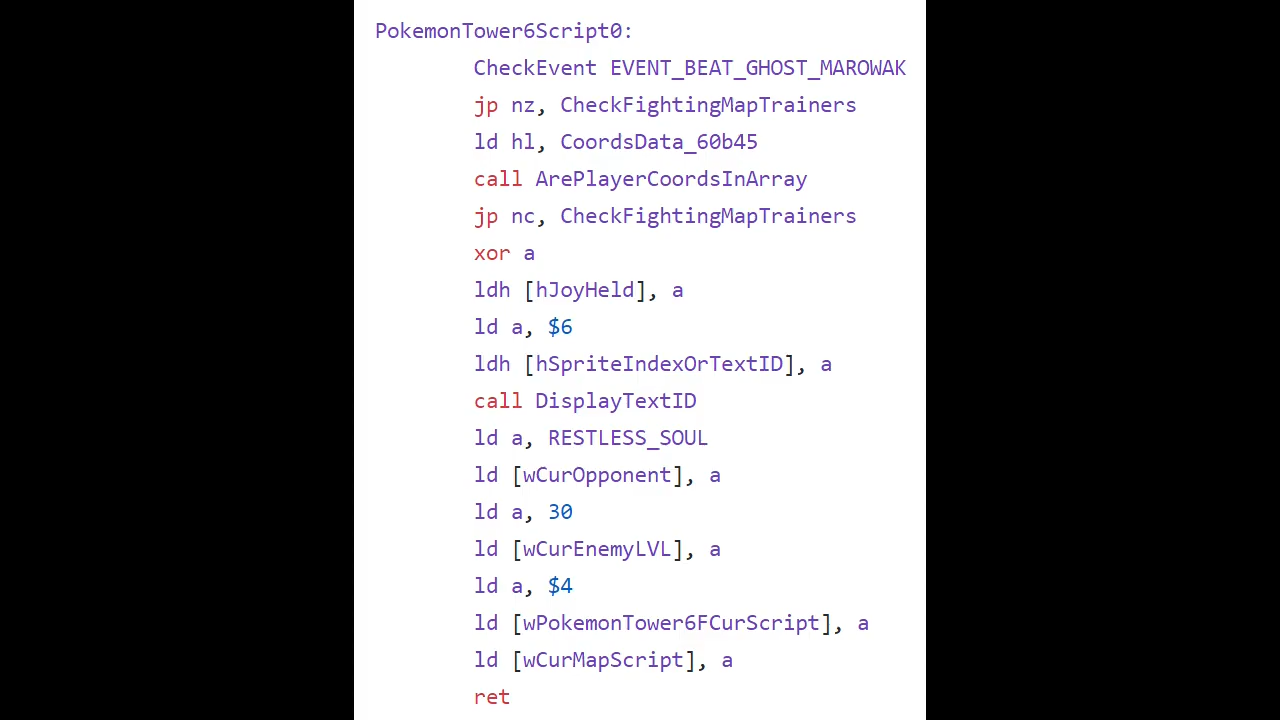 PokemonTower6Script0:
CheckEvent EVENT_BEAT_GHOST_MAROWAK
jp nz, CheckFightingMapTrainers
ld hl, CoordsData_60b45
call ArePlayerCoordsInArray
jp nc, CheckFightingMapTrainers
xor a
ldh [hJoyHeld], a
ld a, $6
ldh [hSpriteIndexOrTextID], a
call DisplayTextID
ld a, RESTLESS_SOUL
ld [wCurOpponent], a
ld a, 30
ld [wCurEnemyLVL], a
ld a, $4
ld [wPokemonTower6FCurScript], a
ld [wCurMapScript], a
ret